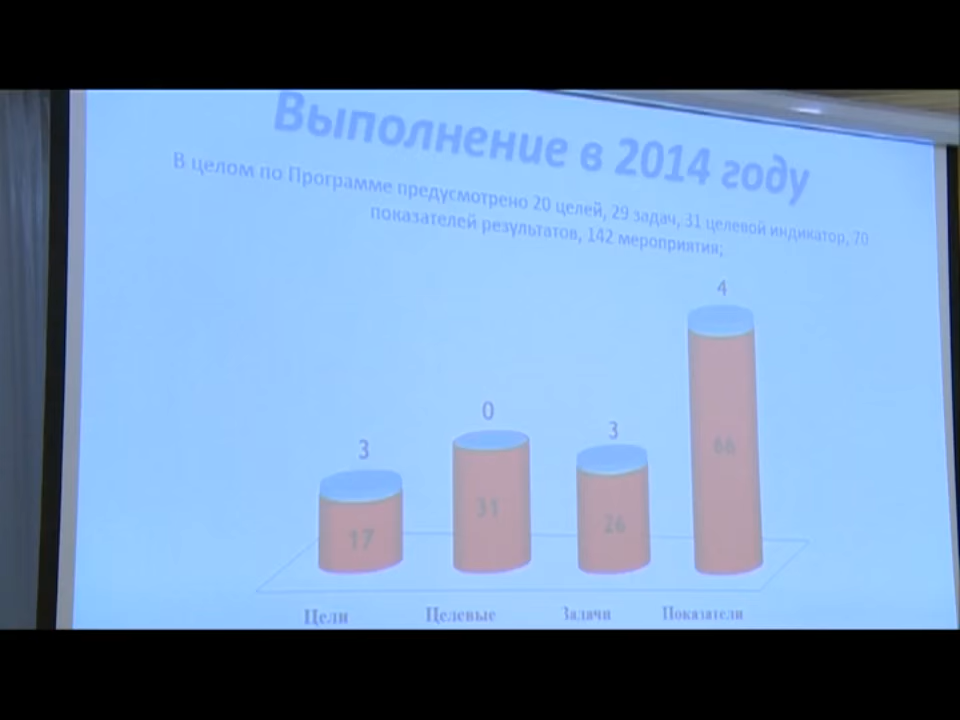 Выполнение в 2014 году
В целом по Программе предусмотрено 20 целей, 29 задач, 31 целевой индикатор, 70
показателей результатов, 142 мероприятия;
4
0
3
3
66
31
26
17
Цели Целевые Задачи Показатели